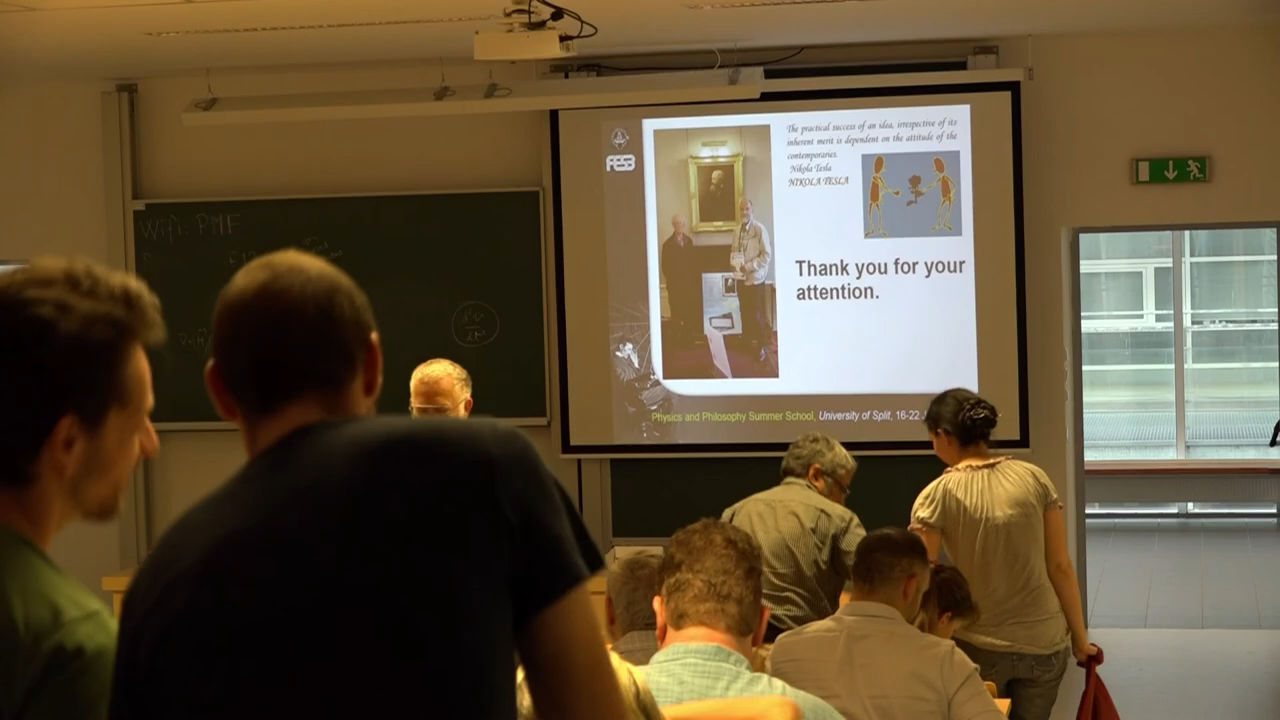 Wifi: PMF
FESB
The practical success of an idea, irrespective of its
inherent merit is dependent on the attitude of the
contemporaries.
Nikola Tesla
NIKOLA TESLA
Thank you for your
attention.
Physics and Philosophy Summer School, University of Split, 16-22